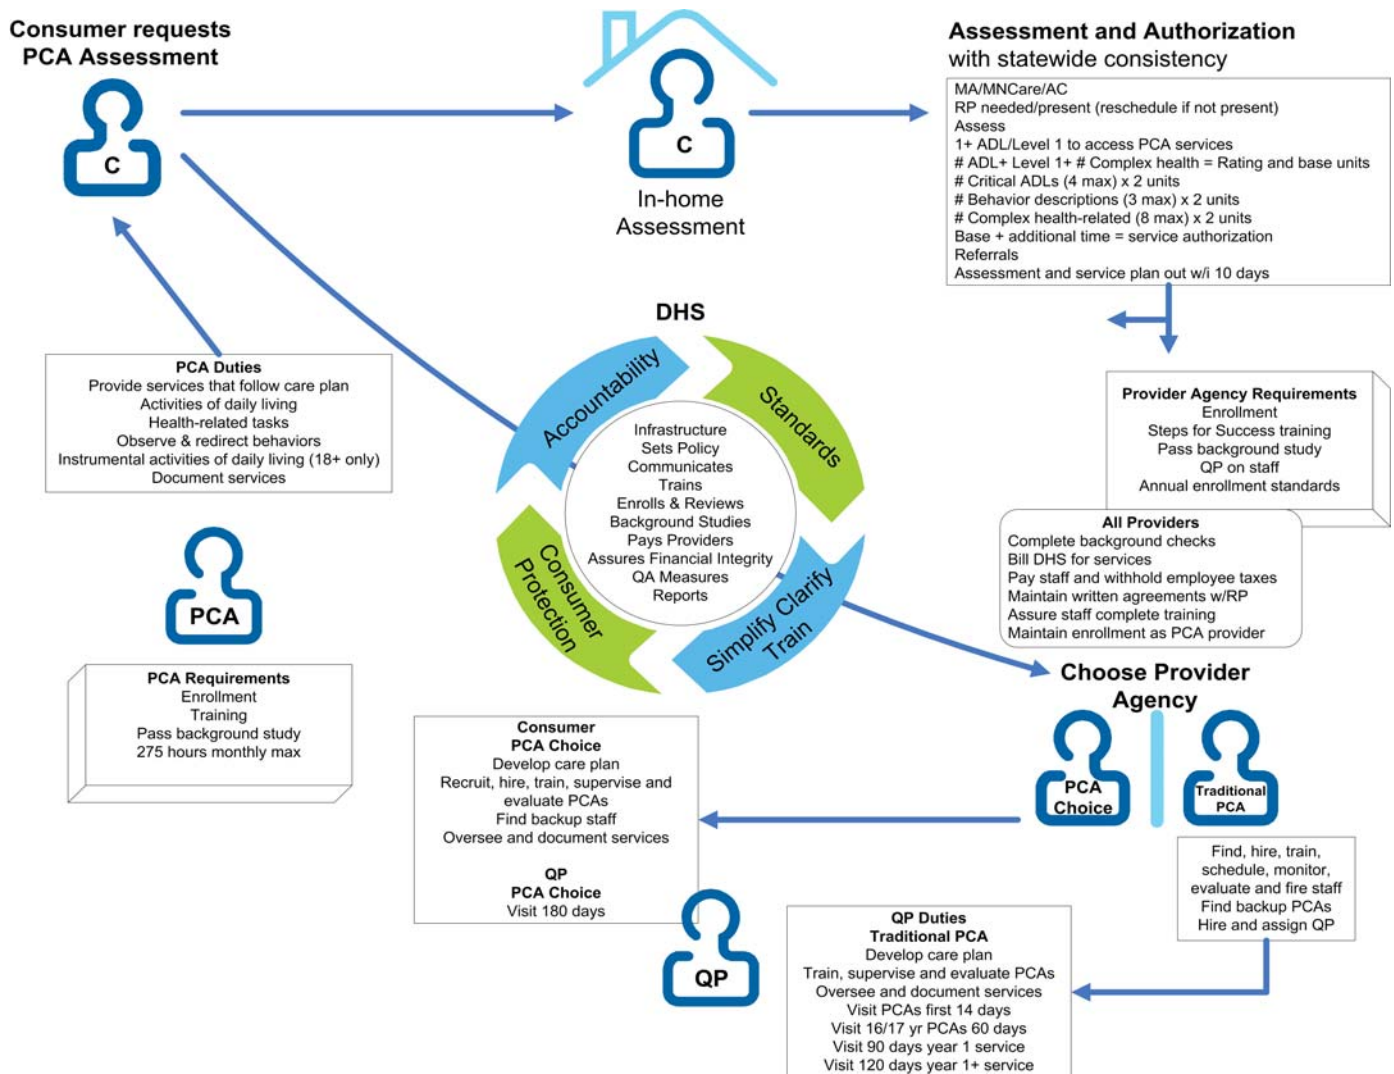 Consumer requests
PCA Assessment
C
C
In-home
Assessment
Assessment and Authorization
with statewide consistency
MA/MNCare/AC
RP needed/present (reschedule if not present)
Assess
1+ ADL/Level 1 to access PCA services
# ADL+ Level 1+ # Complex health = Rating and base units
# Critical ADLs (4 max) x 2 units
# Behavior descriptions (3 max) x 2 units
# Complex health-related (8 max) x 2 units
Base + additional time = service authorization
Referrals
Assessment and service plan out w/i 10 days
DHS
Accountability
Standards
Simplify Clarify
Train
Consumer
Protection
Infrastructure
Sets Policy
Communicates
Trains
Enrolls & Reviews
Background Studies
Pays Providers
Assures Financial Integrity
QA Measures
Reports
PCA Duties
Provide services that follow care plan
Activities of daily living
Health-related tasks
Observe & redirect behaviors
Instrumental activities of daily living (18+ only)
Document services
PCA
PCA Requirements
Enrollment
Training
Pass background study
275 hours monthly max
Provider Agency Requirements
Enrollment
Steps for Success training
Pass background study
QP on staff
Annual enrollment standards
All Providers
Complete background checks
Bill DHS for services
Pay staff and withhold employee taxes
Maintain written agreements w/RP
Assure staff complete training
Maintain enrollment as PCA provider
Choose Provider
Agency
PCA
Choice
Traditional
PCA
Consumer
PCA Choice
Develop care plan
Recruit, hire, train, supervise and
evaluate PCAs
Find backup staff
Oversee and document services
QP
PCA Choice
Visit 180 days
QP
Find, hire, train,
schedule, monitor,
evaluate and fire staff
Find backup PCAs
Hire and assign QP
QP Duties
Traditional PCA
Develop care plan
Train, supervise and evaluate PCAs
Oversee and document services
Visit PCAs first 14 days
Visit 16/17 yr PCAs 60 days
Visit 90 days year 1 service
Visit 120 days year 1+ service